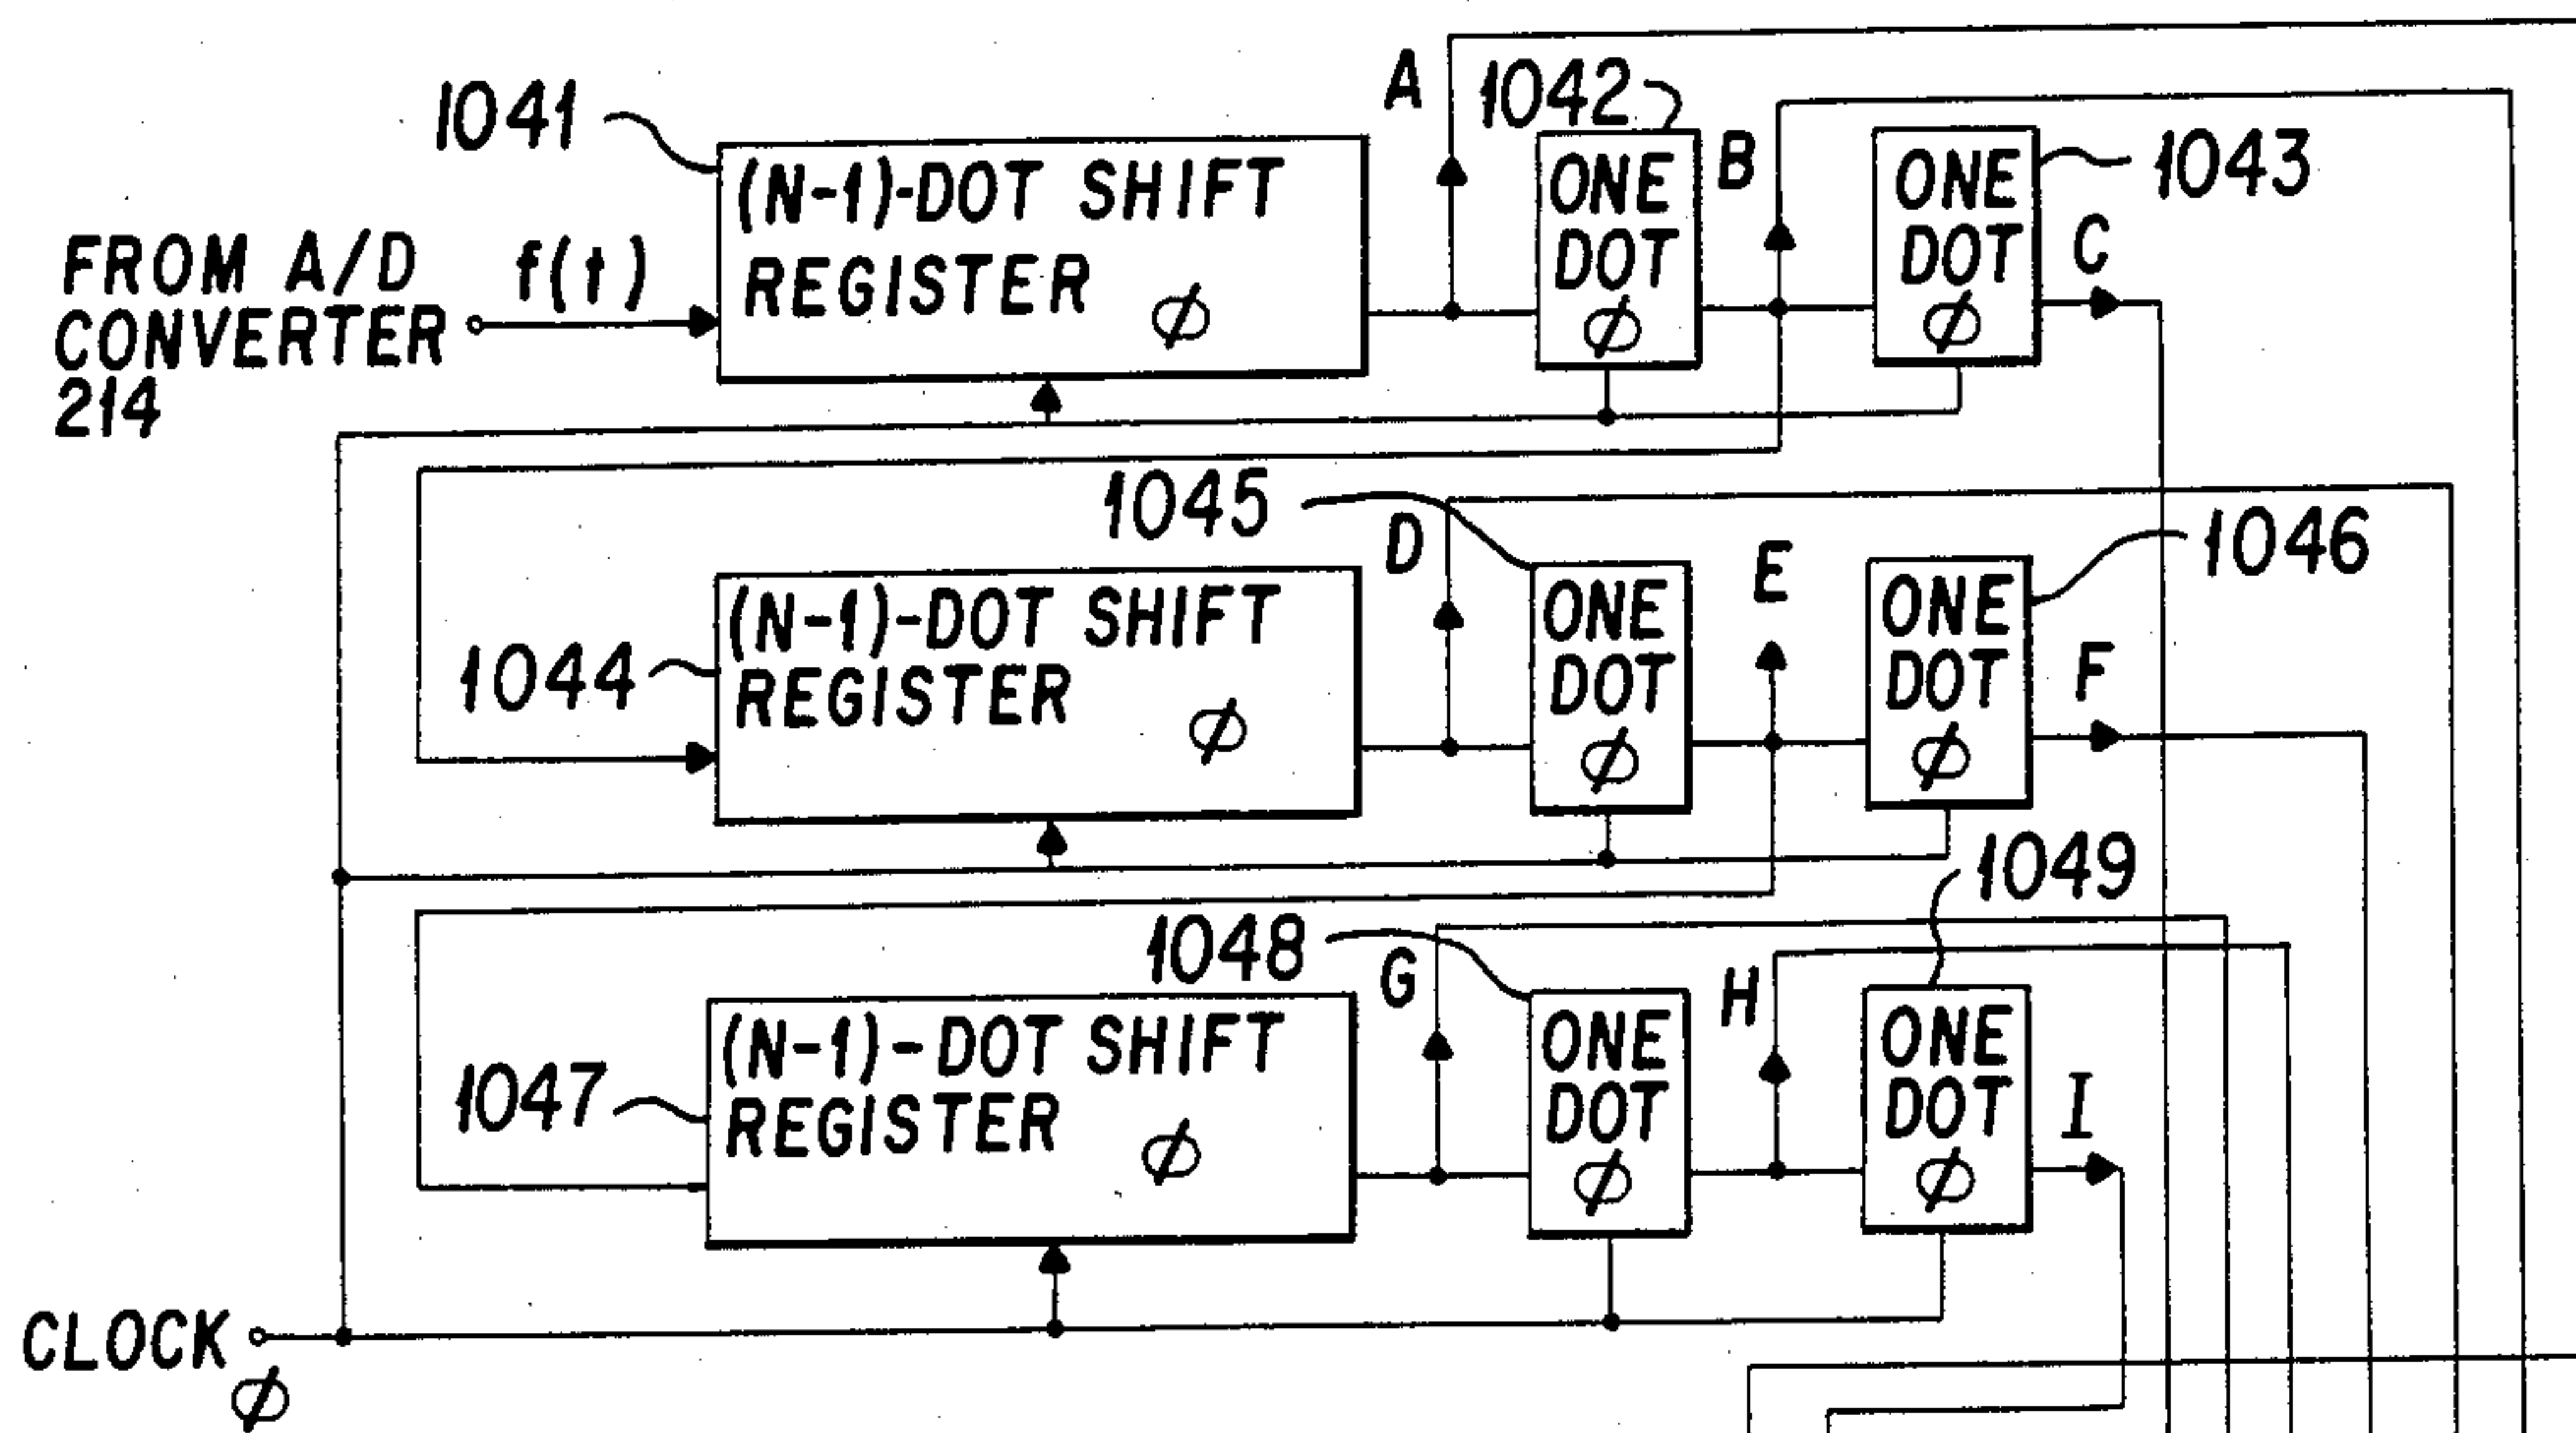 A
1042
1041
B
1043
(N-1)-DOT SHIFT
REGISTER
ϕ
ONE
DOT
ϕ
ONE
DOT
ϕ
C
FROM A/D
CONVERTER
214
f(t)
1045
D
E
1046
1044
(N-1)-DOT SHIFT
REGISTER
ϕ
ONE
DOT
ϕ
ONE
DOT
ϕ
F
1049
1048
G
H
1047
(N-1)-DOT SHIFT
REGISTER
ϕ
ONE
DOT
ϕ
ONE
DOT
ϕ
I
CLOCK
ϕ